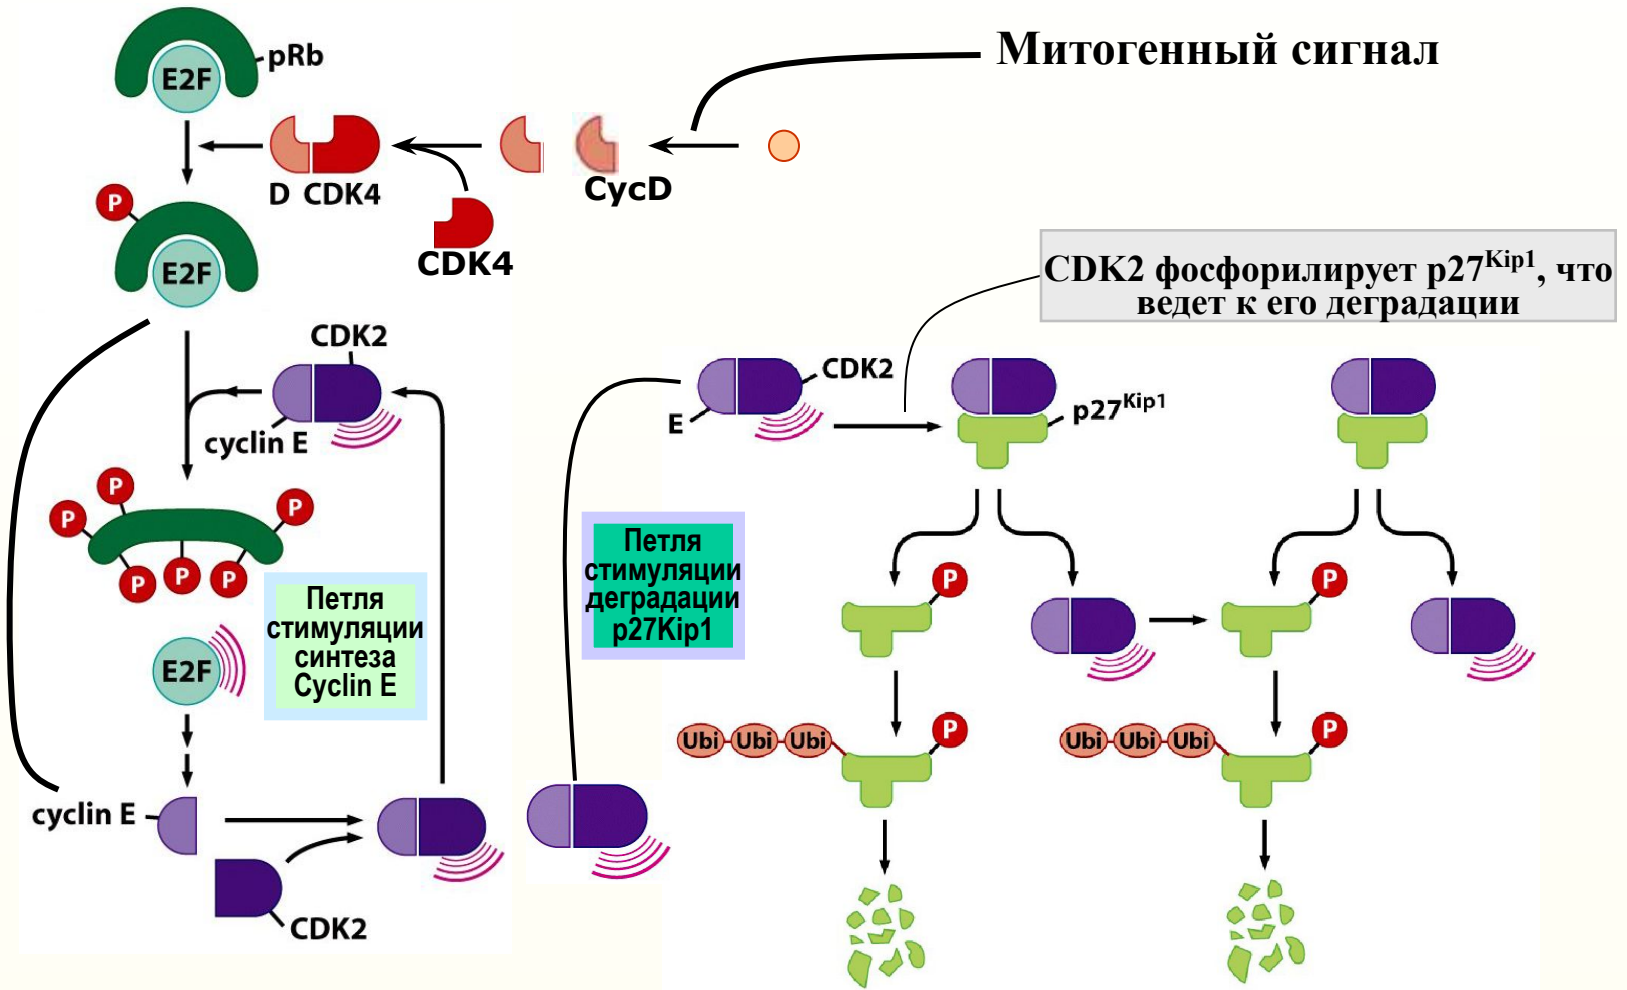 Митогенный сигнал
pRb
E2F
D CDK4
CycD
CDK4
P
E2F
CDK2 фосфорилирует p27Kip1, что
ведет к его деградации
CDK2
cyclin E
CDK2
E
p27Kip1
P
P
P
P
P
P
Петля
стимуляции
деградации
p27Kip1
P
P
Петля
стимуляции
синтеза
Cyclin E
E2F
Ubi Ubi Ubi
P
Ubi Ubi Ubi
P
cyclin E
CDK2